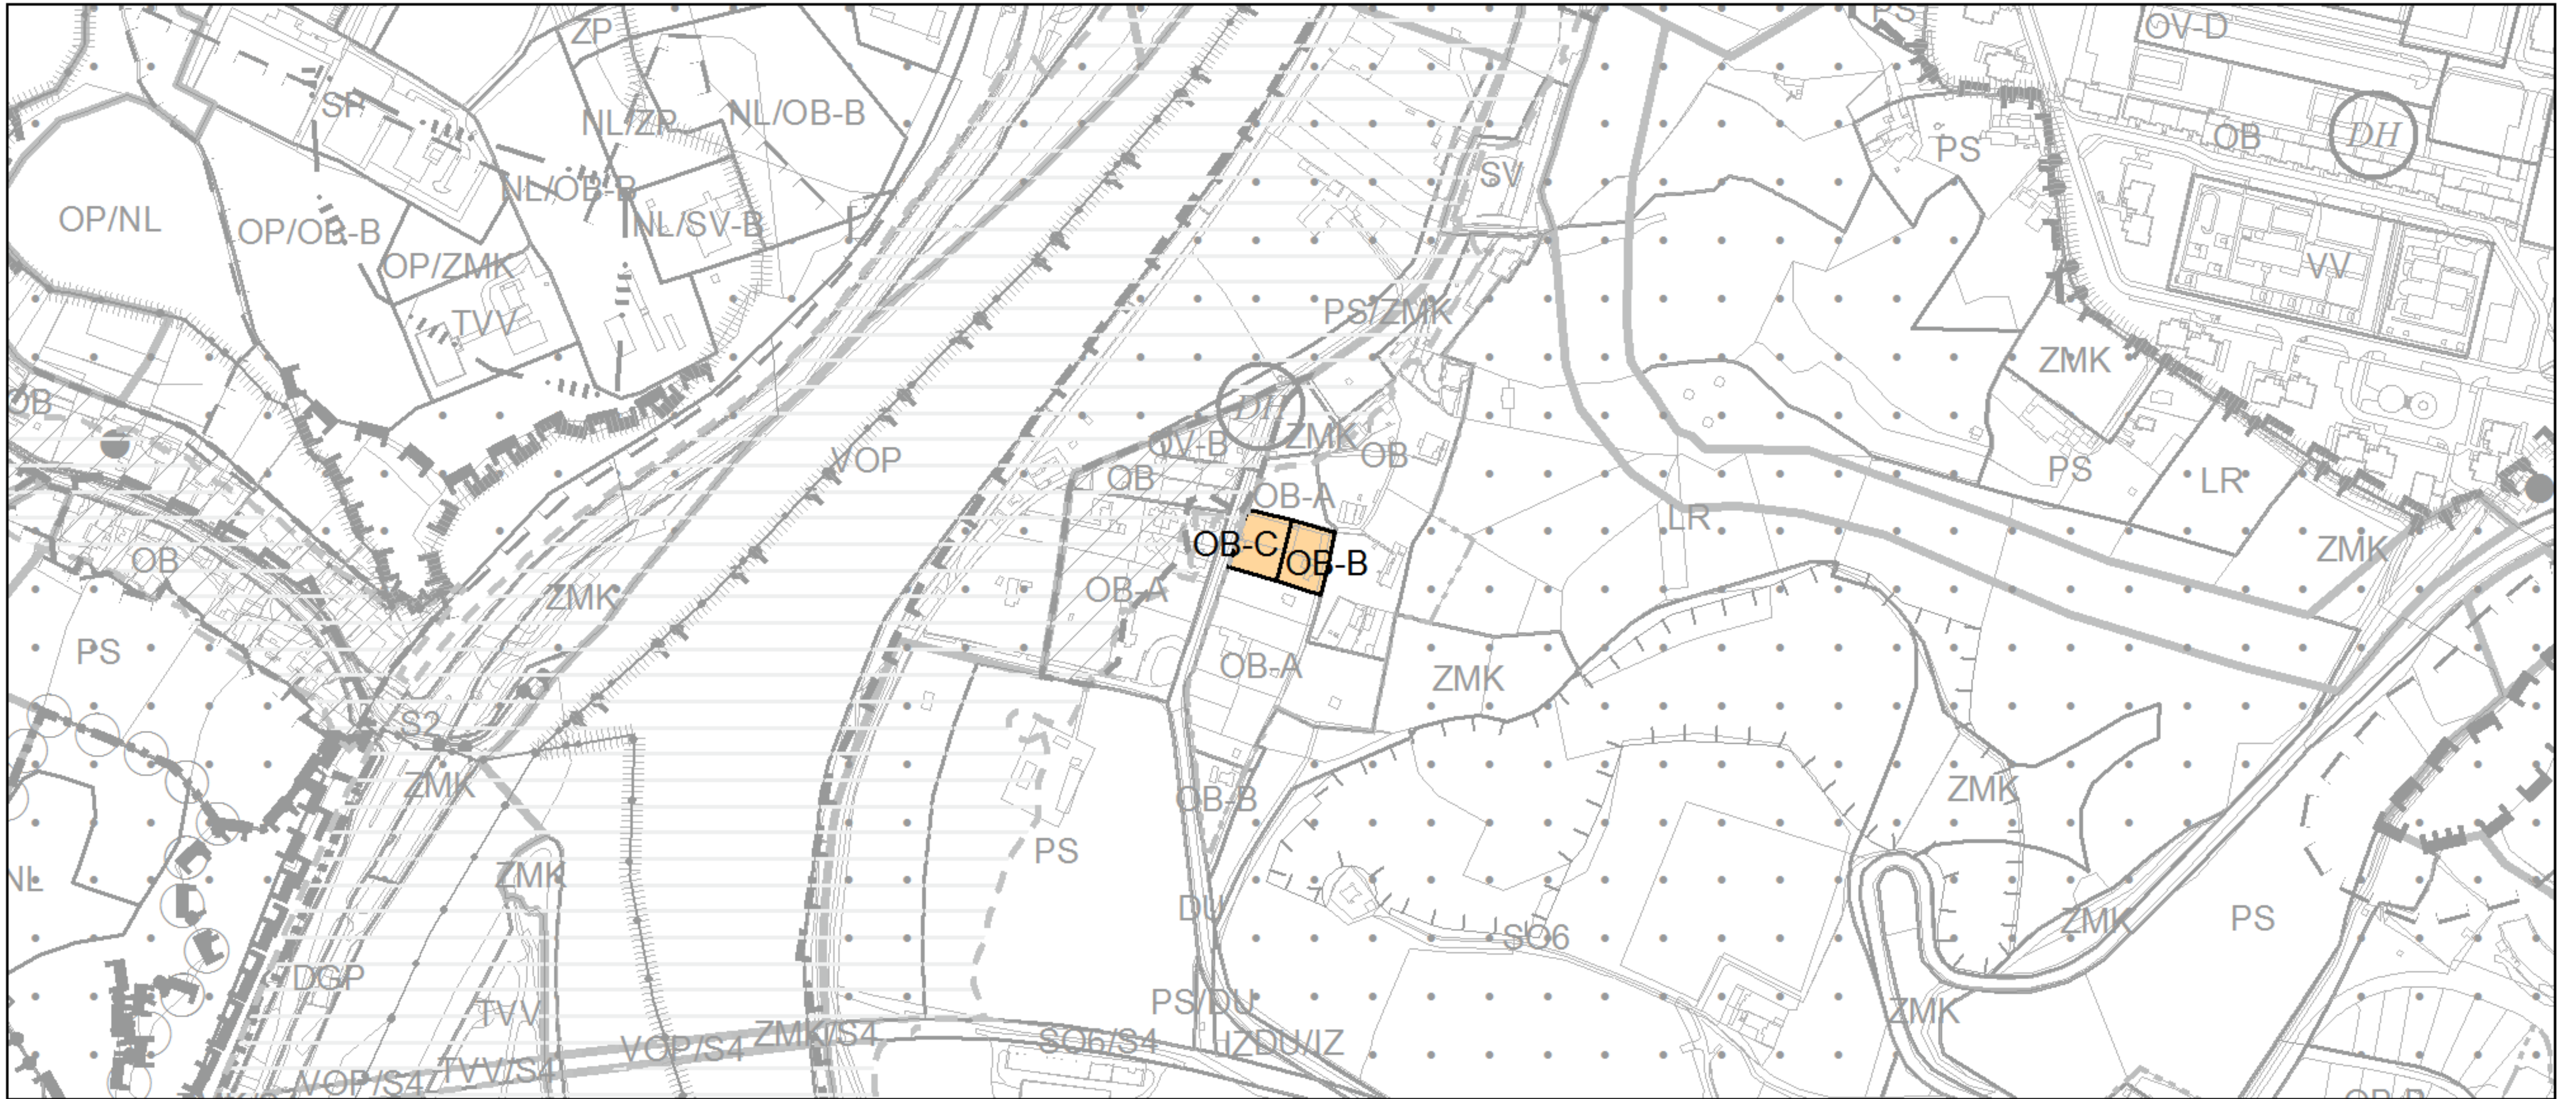 PS
OV-D
ZP
SP
NL/ZP
NL/OB-B
DH
OB
PS
SV
NL/OB-B
OP/NL
OP/OB-B
NL/SV-B
OP/ZMK
VV
PS/ZMK
TVV
ZMK
OB
DH
OV-B
ZMK
OB
VOP
OB
PS
LR
OB-A
LR
OB-C
OB-B
ZMK
OB
OB-A
ZMK
PS
OB-A
ZMK
S2
ZMK
OB-B
ZMK
PS
ZMK
NL
DU
SO6
ZMK
PS
DGP
TVV
PS/DU
ZMK
ZMK/S4
SO6/S4
IZDU/IZ
VOP/S4
TVV/S4
VOP/S4